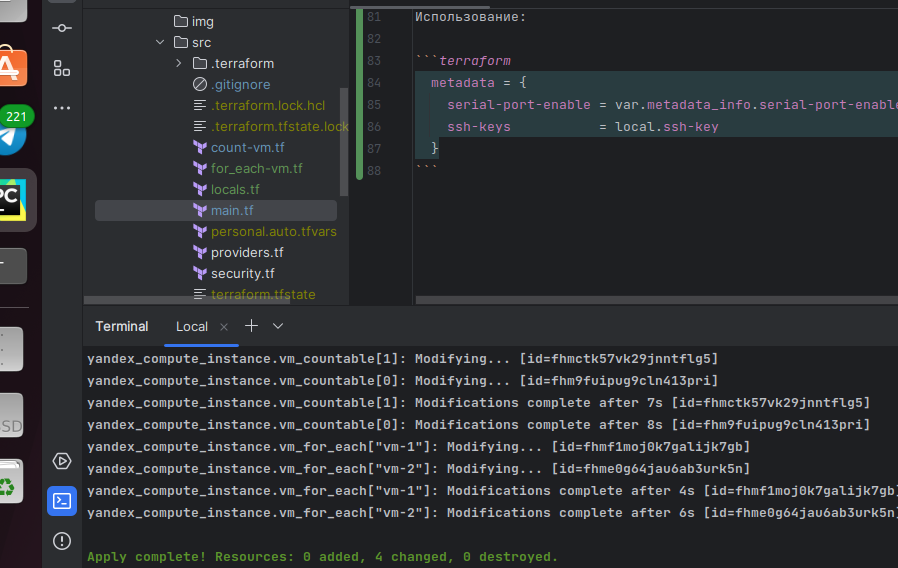 img
src
.terraform
.gitignore
.terraform.lock.hcl
.terraform.tfstate.lock
count-vm.tf
for_each-vm.tf
locals.tf
main.tf
personal.auto.tfvars
providers.tf
security.tf
terraform.tfstate
221
PC
SSD
81 Использование:
82
83 ```terraform
84 metadata = {
85 serial-port-enable = var.metadata_info.serial-port-enable
86 ssh-keys = local.ssh-key
87 }
88 ```
Terminal Local
yandex_compute_instance.vm_countable[1]: Modifying... [id=fhmctk57vk29jnntflg5]
yandex_compute_instance.vm_countable[0]: Modifying... [id=fhm9fuipug9cln413pri]
yandex_compute_instance.vm_countable[1]: Modifications complete after 7s [id=fhmctk57vk29jnntflg5]
yandex_compute_instance.vm_countable[0]: Modifications complete after 8s [id=fhm9fuipug9cln413pri]
yandex_compute_instance.vm_for_each["vm-1"]: Modifying... [id=fhmf1moj0k7galijk7gb]
yandex_compute_instance.vm_for_each["vm-2"]: Modifying... [id=fhme0g64jau6ab3urk5n]
yandex_compute_instance.vm_for_each["vm-1"]: Modifications complete after 4s [id=fhmf1moj0k7galijk7gb]
yandex_compute_instance.vm_for_each["vm-2"]: Modifications complete after 6s [id=fhme0g64jau6ab3urk5n]
Apply complete! Resources: 0 added, 4 changed, 0 destroyed.